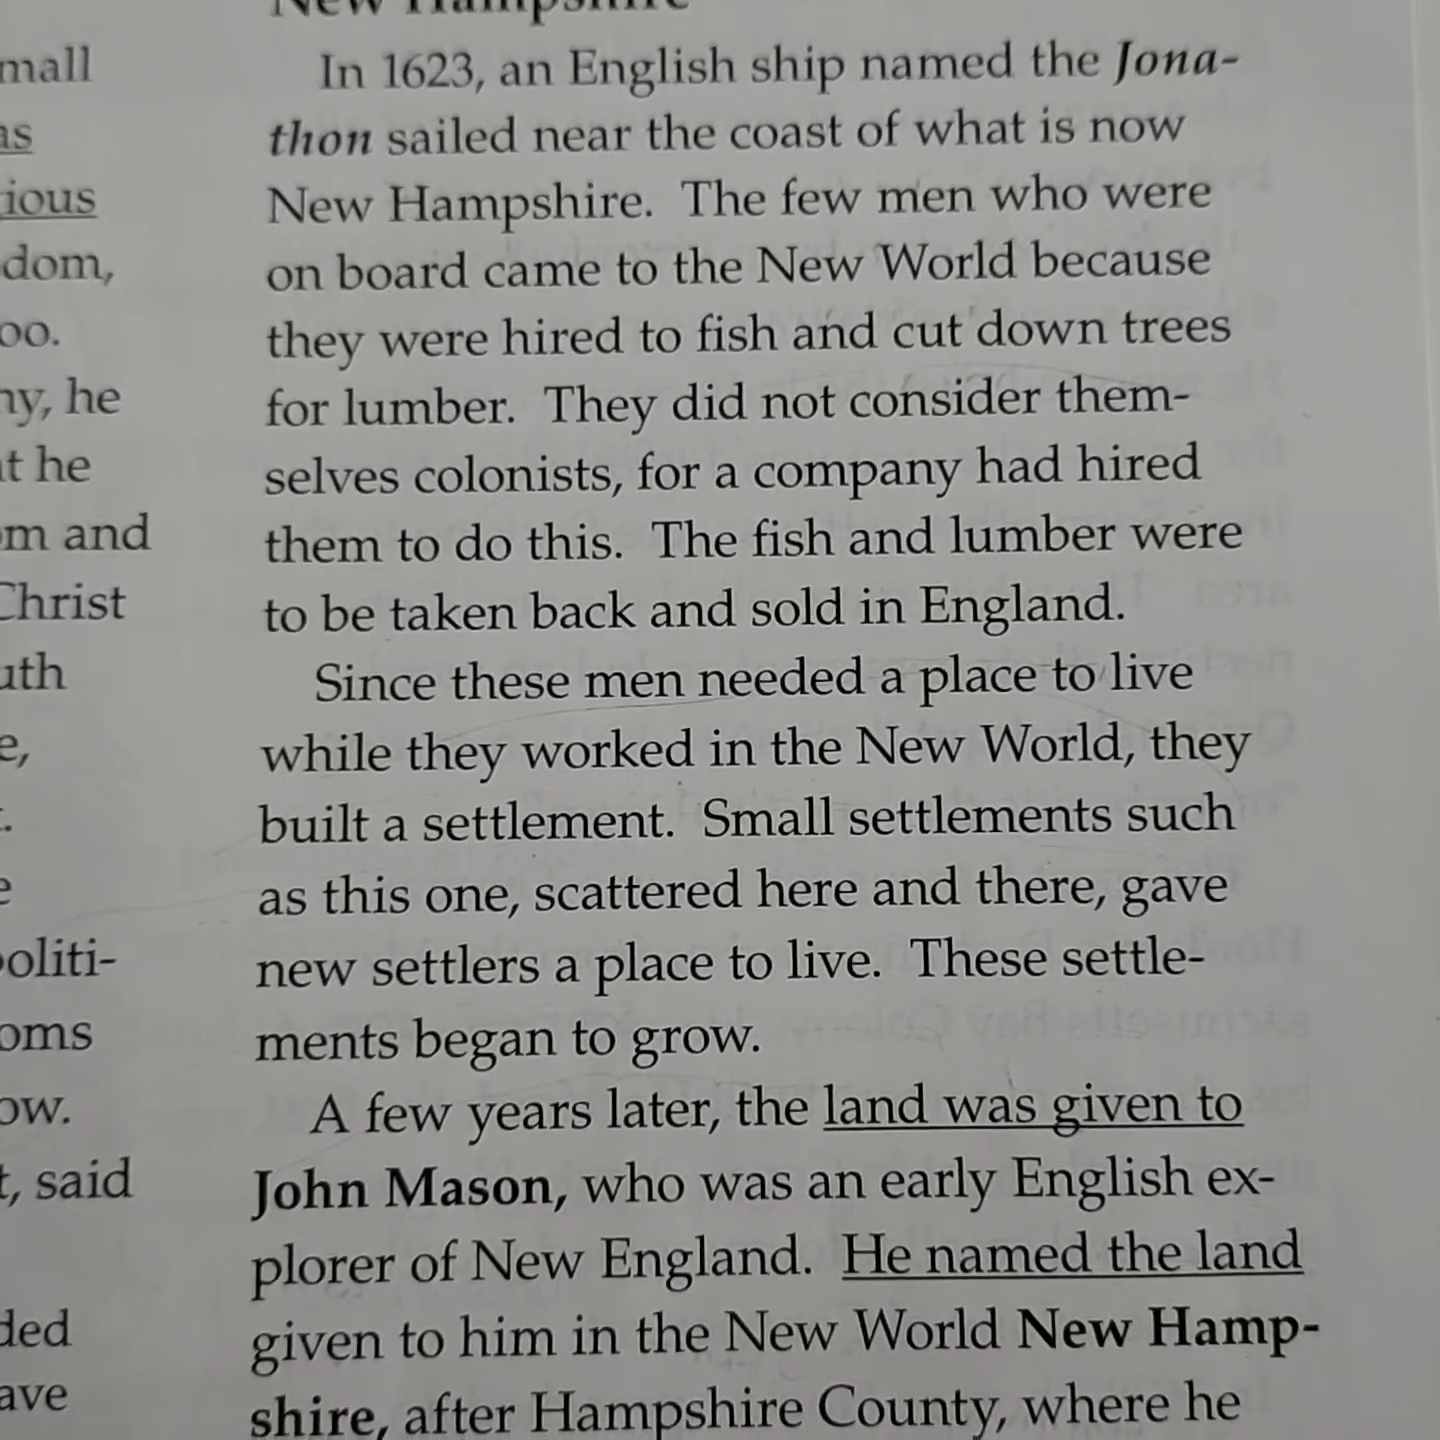 mall
as
ious
dom,
oo.
ny, he
at he
om and
Christ
uth
e,
e
politi-
oms
ow.
t, said
ded
ave
New Hampshire
In 1623, an English ship named the Jona-
thon sailed near the coast of what is now
New Hampshire. The few men who were
on board came to the New World because
they were hired to fish and cut down trees
for lumber. They did not consider them-
selves colonists, for a company had hired
them to do this. The fish and lumber were
to be taken back and sold in England.
Since these men needed a place to live
while they worked in the New World, they
built a settlement. Small settlements such
as this one, scattered here and there, gave
new settlers a place to live. These settle-
ments began to grow.
A few years later, the land was given to
John Mason, who was an early English ex-
plorer of New England. He named the land
given to him in the New World New Hamp-
shire, after Hampshire County, where he